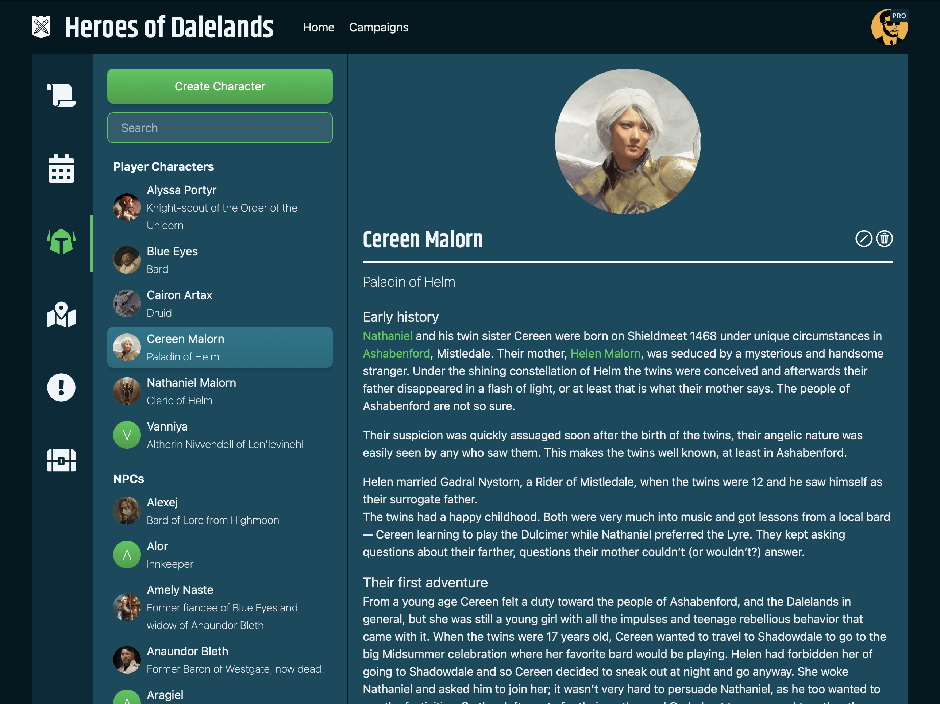 Heroes of Dalelands
Home
Campaigns
PRO
Create Character
Search
Player Characters
Alyssa Portyr
Knight-scout of the Order of the
Unicorn
Blue Eyes
Bard
Cairon Artax
Druid
Cereen Malorn
Paladin of Helm
Nathaniel Malorn
Cleric of Helm
V
Vanniya
Altherin Nivvendell of Len'levinehl
NPCs
Alexej
Bard of Lore from Highmoon
A
Alor
Innkeeper
Amely Naste
Former fiancee of Blue Eyes and
widow of Anaundor Bleth
Anaundor Bleth
Former Baron of Westgate, now dead.
A
Aragiel
Cereen Malorn
Paladin of Helm
Early history
Nathaniel and his twin sister Cereen were born on Shieldmeet 1468 under unique circumstances in
Ashabenford, Mistledale. Their mother, Helen Malorn, was seduced by a mysterious and handsome
stranger. Under the shining constellation of Helm the twins were conceived and afterwards their
father disappeared in a flash of light, or at least that is what their mother says. The people of
Ashabenford are not so sure.
Their suspicion was quickly assuaged soon after the birth of the twins, their angelic nature was
easily seen by any who saw them. This makes the twins well known, at least in Ashabenford.
Helen married Gadral Nystorn, a Rider of Mistledale, when the twins were 12 and he saw himself as
their surrogate father.
The twins had a happy childhood. Both were very much into music and got lessons from a local bard
— Cereen learning to play the Dulcimer while Nathaniel preferred the Lyre. They kept asking
questions about their farther, questions their mother couldn't (or wouldn't?) answer.
Their first adventure
From a young age Cereen felt a duty toward the people of Ashabenford, and the Dalelands in
general, but she was still a young girl with all the impulses and teenage rebellious behavior that
came with it. When the twins were 17 years old, Cereen wanted to travel to Shadowdale to go to the
big Midsummer celebration where her favorite bard would be playing. Helen had forbidden her of
going to Shadowdale and so Cereen decided to sneak out at night and go anyway. She woke
Nathaniel and asked him to join her; it wasn't very hard to persuade Nathaniel, as he too wanted to